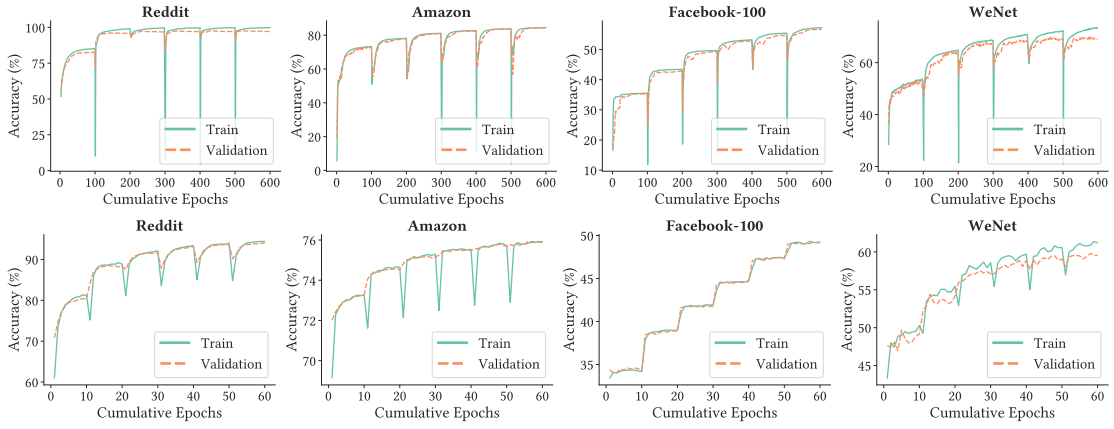 Reddit
Accuracy (%)
100
75
50
25
0
0 100 200 300 400 500 600
Cumulative Epochs
Train
Validation
Amazon
Accuracy (%)
80
60
40
20
0
0 100 200 300 400 500 600
Cumulative Epochs
Train
Validation
Facebook-100
Accuracy (%)
50
40
30
20
10
0 100 200 300 400 500 600
Cumulative Epochs
Train
Validation
WeNet
Accuracy (%)
60
40
20
0 100 200 300 400 500 600
Cumulative Epochs
Train
Validation
Reddit
Accuracy (%)
90
80
70
60
0 10 20 30 40 50 60
Cumulative Epochs
Train
Validation
Amazon
Accuracy (%)
76
74
72
70
0 10 20 30 40 50 60
Cumulative Epochs
Train
Validation
Facebook-100
Accuracy (%)
50
45
40
35
0 10 20 30 40 50 60
Cumulative Epochs
Train
Validation
WeNet
Accuracy (%)
60
55
50
45
0 10 20 30 40 50 60
Cumulative Epochs
Train
Validation